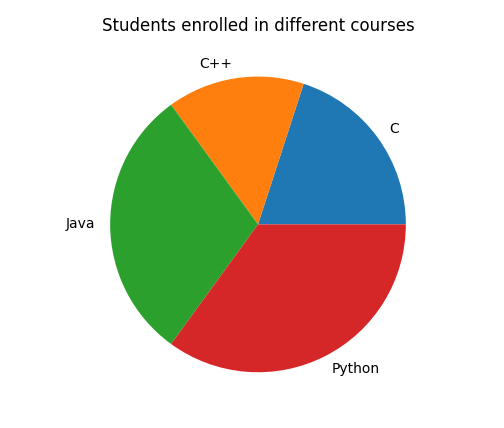 Students enrolled in different courses
C++
C
Java
Python